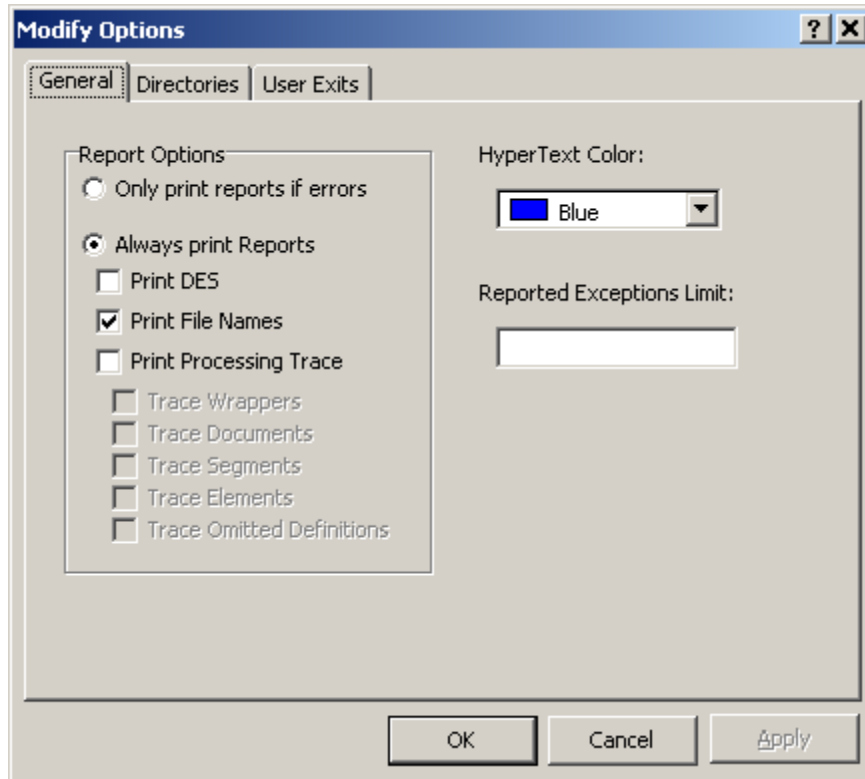 Modify Options
General
Directories
User Exits
Report Options
Only print reports if errors
Always print Reports
Print DES
Print File Names
Print Processing Trace
Trace Wrappers
Trace Documents
Trace Segments
Trace Elements
Trace Omitted Definitions
HyperText Color:
Blue
Reported Exceptions Limit:
OK
Cancel
Apply